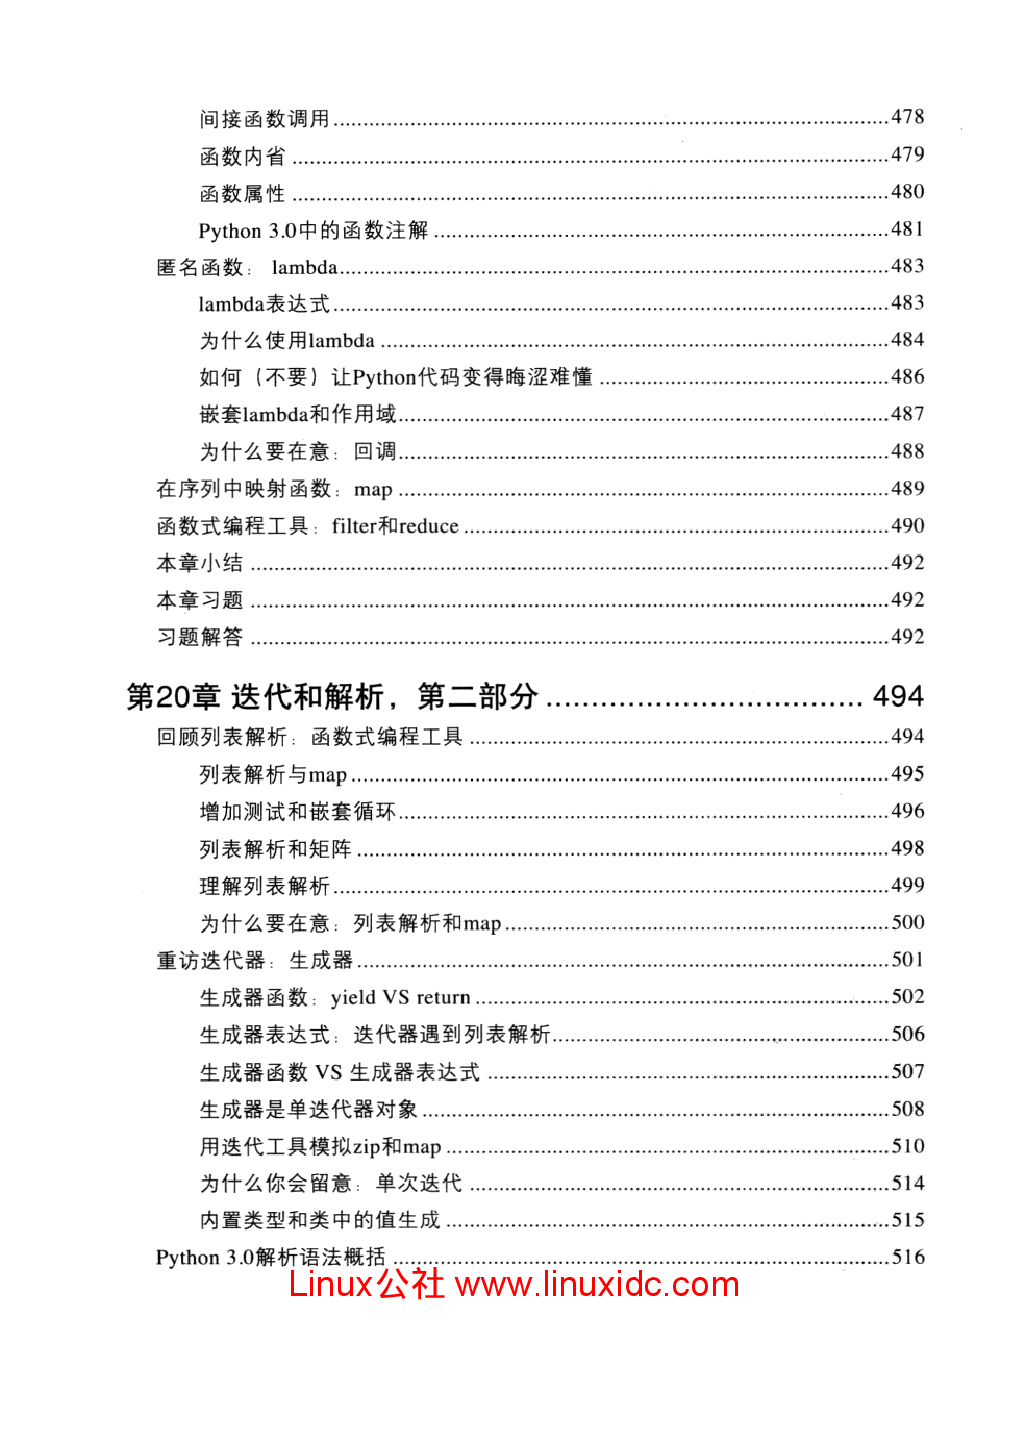 间接函数调用........478
函数内省........479
函数属性........480
Python 3.0中的函数注解........481
匿名函数：lambda........483
lambda表达式........483
为什么使用lambda........484
如何（不要）让Python代码变得晦涩难懂........486
嵌套lambda和作用域........487
为什么要在意：回调........488
在序列中映射函数：map........489
函数式编程工具：filter和reduce........490
本章小结........492
本章习题........492
习题解答........492
第20章 迭代和解析，第二部分........494
回顾列表解析：函数式编程工具........494
列表解析与map........495
增加测试和嵌套循环........496
列表解析和矩阵........498
理解列表解析........499
为什么要在意：列表解析和map........500
重访迭代器：生成器........501
生成器函数：yield VS return........502
生成器表达式：迭代器遇到列表解析........506
生成器函数 VS 生成器表达式........507
生成器是单迭代器对象........508
用迭代工具模拟zip和map........510
为什么你会留意：单次迭代........514
内置类型和类中的值生成........515
Python 3.0解析语法概括........516
Linux公社 www.linuxidc.com